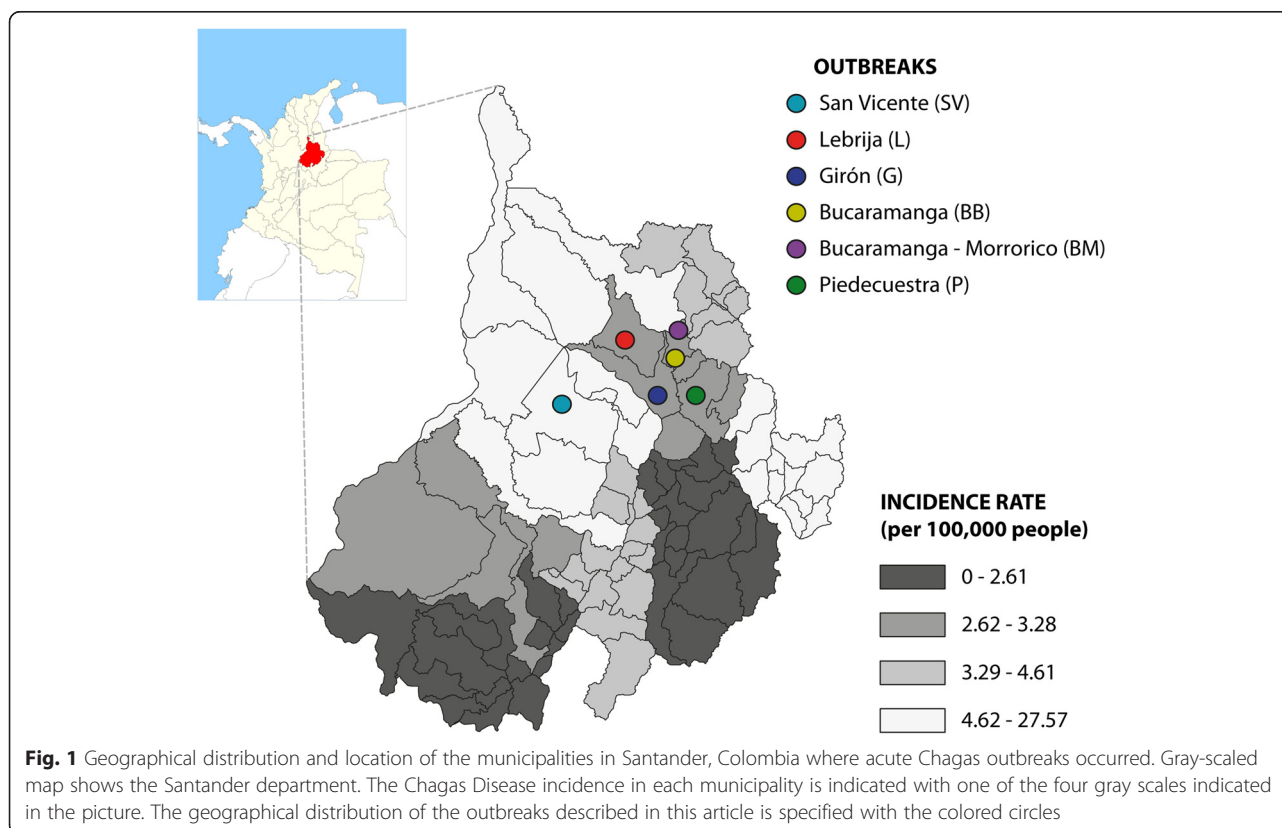 OUTBREAKS
San Vicente (SV)
Lebrija (L)
Girón (G)
Bucaramanga (BB)
Bucaramanga - Morrorico (BM)
Piedecuestra (P)
INCIDENCE RATE
(per 100,000 people)
0 - 2.61
2.62 - 3.28
3.29 - 4.61
4.62 - 27.57
Fig. 1 Geographical distribution and location of the municipalities in Santander, Colombia where acute Chagas outbreaks occurred. Gray-scaled
map shows the Santander department. The Chagas Disease incidence in each municipality is indicated with one of the four gray scales indicated
in the picture. The geographical distribution of the outbreaks described in this article is specified with the colored circles